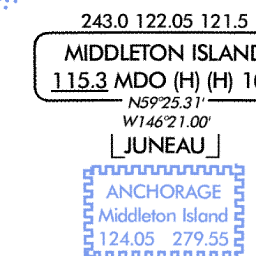 243.0 122.05 121.5
MIDDLETON ISLAND
115.3 MDO (H) (H)
N59°25.31'
W146°21.00'
JUNEAU
ANCHORAGE
Middleton Island
124.05 279.55